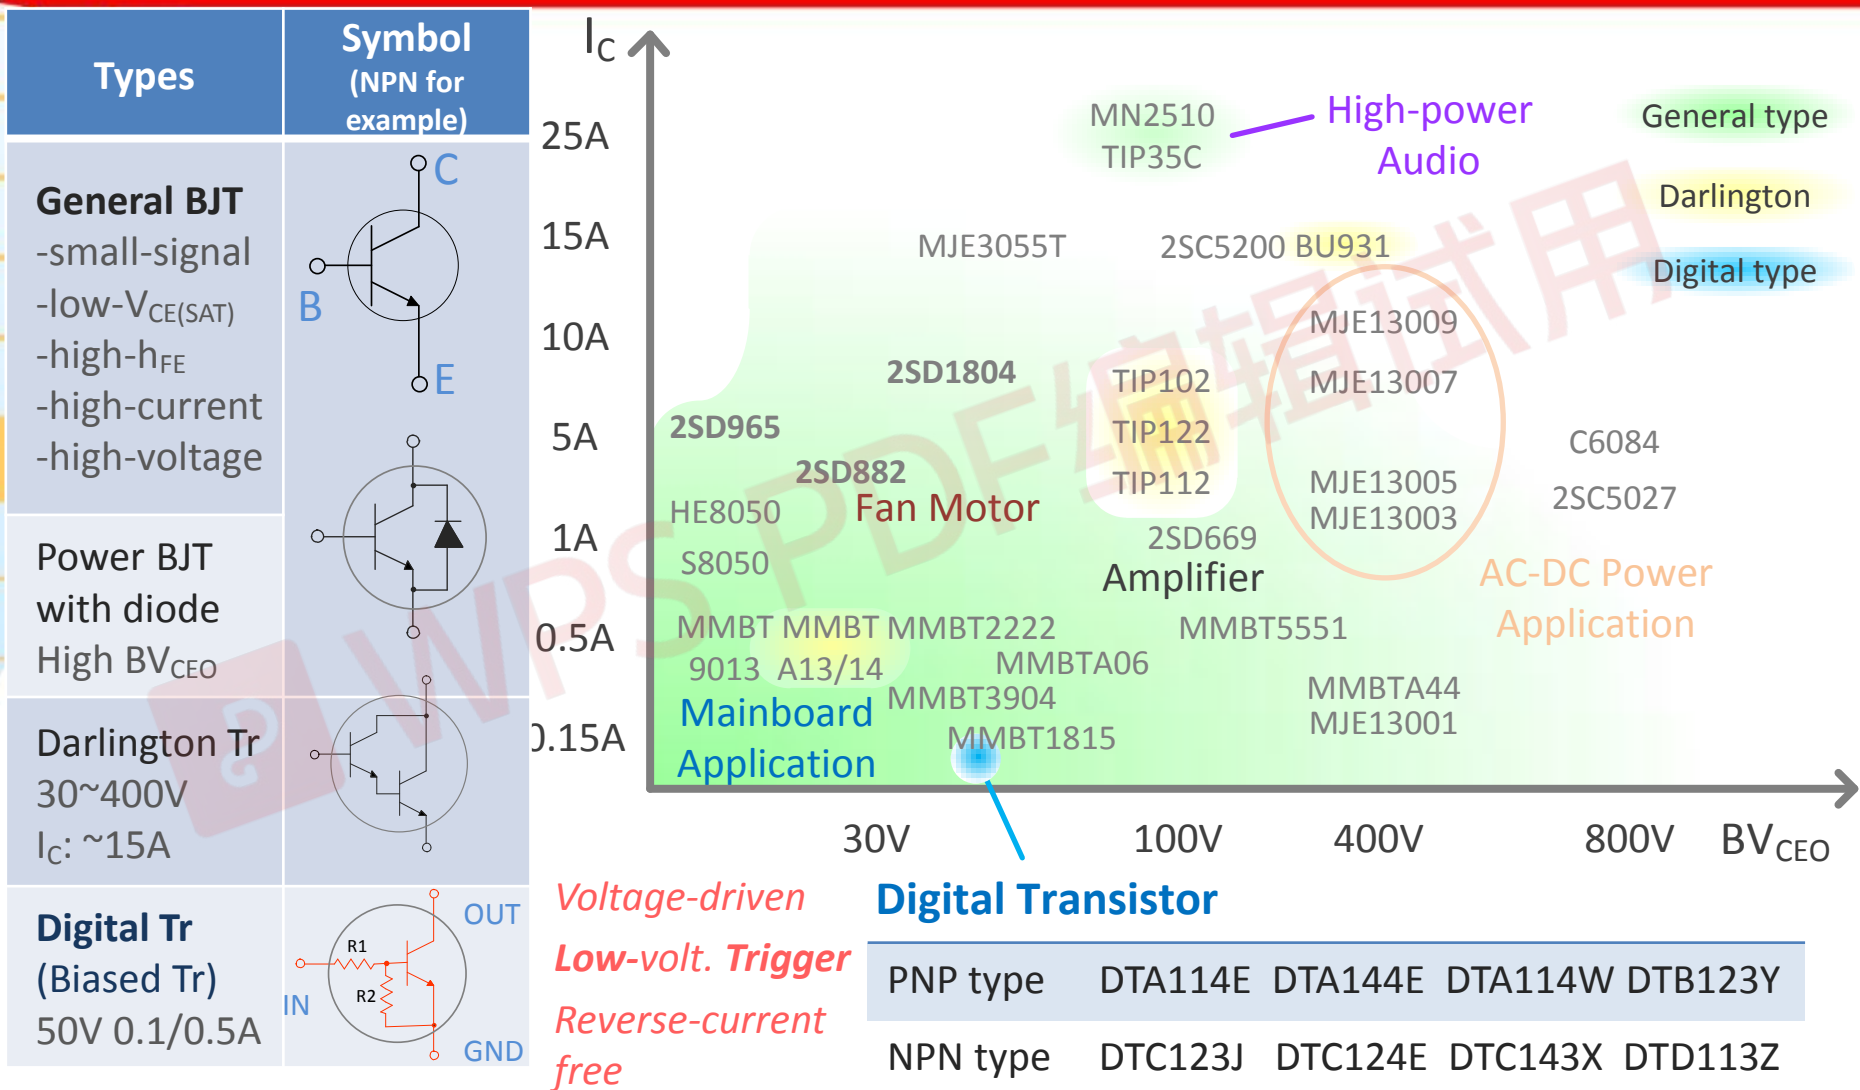 Types
Symbol
(NPN for
example)
General BJT
-small-signal
-low-VCE(SAT)
-high-hFE
-high-current
-high-voltage
C
B
E
Power BJT
with diode
High BVCEO
Darlington Tr
30~400V
IC: ~15A
Digital Tr
(Biased Tr)
50V 0.1/0.5A
OUT
R1
R2
IN
GND
IC
25A
15A
10A
5A
1A
0.5A
0.15A
MN2510
TIP35C
High-power
Audio
General type
Darlington
Digital type
MJE3055T
2SC5200 BU931
MJE13009
2SD1804
TIP102
MJE13007
2SD965
TIP122
C6084
2SD882
TIP112
MJE13005
2SC5027
HE8050
Fan Motor
MJE13003
2SD669
S8050
Amplifier
AC-DC Power
Application
MMBT MMBT MMBT2222
MMBT5551
9013 A13/14
MMBTA06
MMBT3904
MMBTA44
Mainboard
Application
MJE13001
MMBT1815
30V
100V
400V
800V
BVCEO
Voltage-driven
Low-volt. Trigger
Reverse-current
free
Digital Transistor
PNP type DTA114E DTA144E DTA114W DTB123Y
NPN type DTC123J DTC124E DTC143X DTD113Z
WPS PDF编辑试用